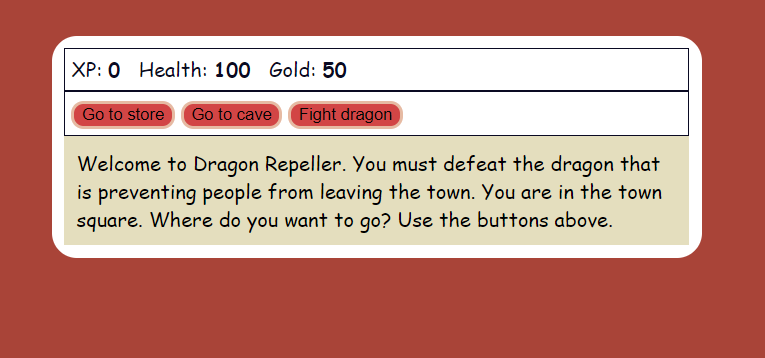 XP: 0 Health: 100 Gold: 50
Go to store Go to cave Fight dragon
Welcome to Dragon Repeller. You must defeat the dragon that
is preventing people from leaving the town. You are in the town
square. Where do you want to go? Use the buttons above.